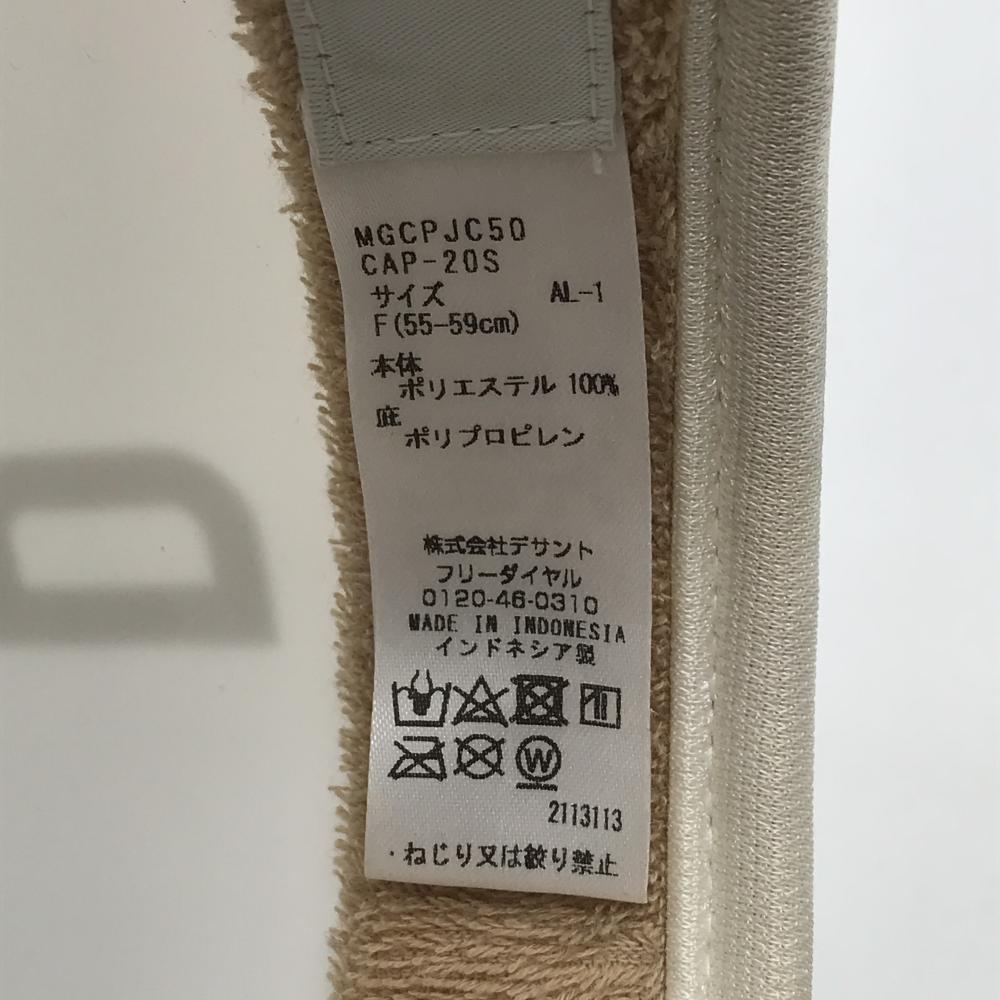 MGCPJC50
CAP-20S
サイズ AL-1
F(55-59cm)
本体
ポリエステル 100%
庇
ポリプロピレン
株式会社デサント
フリーダイヤル
0120-46-0310
MADE IN INDONESIA
インドネシア製
W
2113113
・ねじり又は絞り禁止